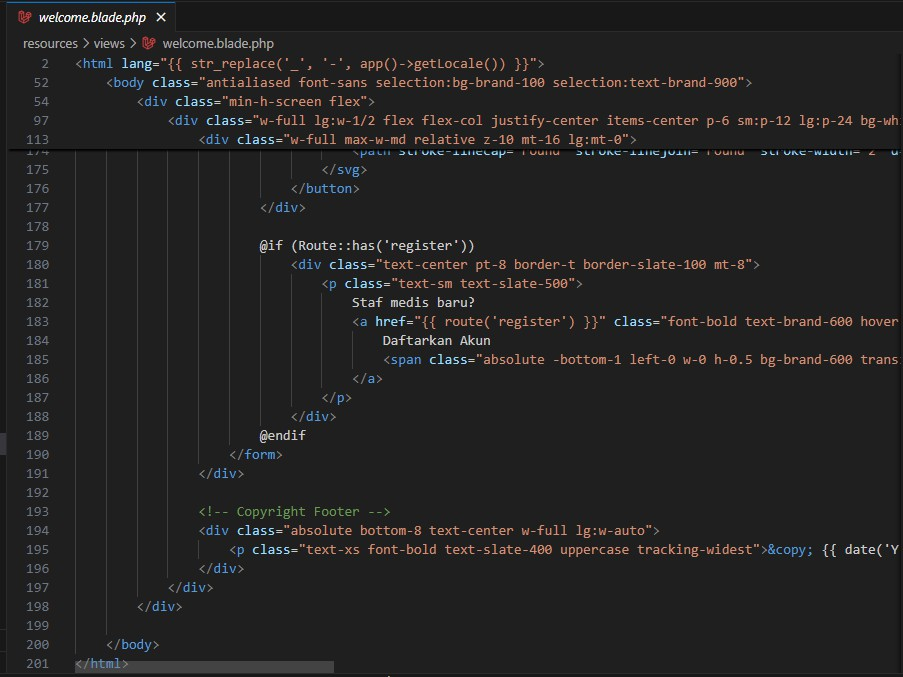 welcome.blade.php ×
resources > views > welcome.blade.php
2 <html lang="{{ str_replace('_', '-', app()->getLocale()) }}">
52 <body class="antialiased font-sans selection:bg-brand-100 selection:text-brand-900">
54 <div class="min-h-screen flex">
97 <div class="w-full lg:w-1/2 flex flex-col justify-center items-center p-6 sm:p-12 lg:p-24 bg-wh
113 <div class="w-full max-w-md relative z-10 mt-16 lg:mt-0">
174 <path stroke-linecap="round" stroke-linejoin="round" stroke-width="2" d
175 </svg>
176 </button>
177 </div>
178
179 @if (Route::has('register'))
180 <div class="text-center pt-8 border-t border-slate-100 mt-8">
181 <p class="text-sm text-slate-500">
182 Staf medis baru?
183 <a href="{{ route('register') }}" class="font-bold text-brand-600 hover
184 Daftarkan Akun
185 <span class="absolute -bottom-1 left-0 w-0 h-0.5 bg-brand-600 trans
186 </a>
187 </p>
188 </div>
189 @endif
190 </form>
191 </div>
192
193 <!-- Copyright Footer -->
194 <div class="absolute bottom-8 text-center w-full lg:w-auto">
195 <p class="text-xs font-bold text-slate-400 uppercase tracking-widest">&copy; {{ date('Y
196 </div>
197 </div>
198 </div>
199
200 </body>
201 </html>